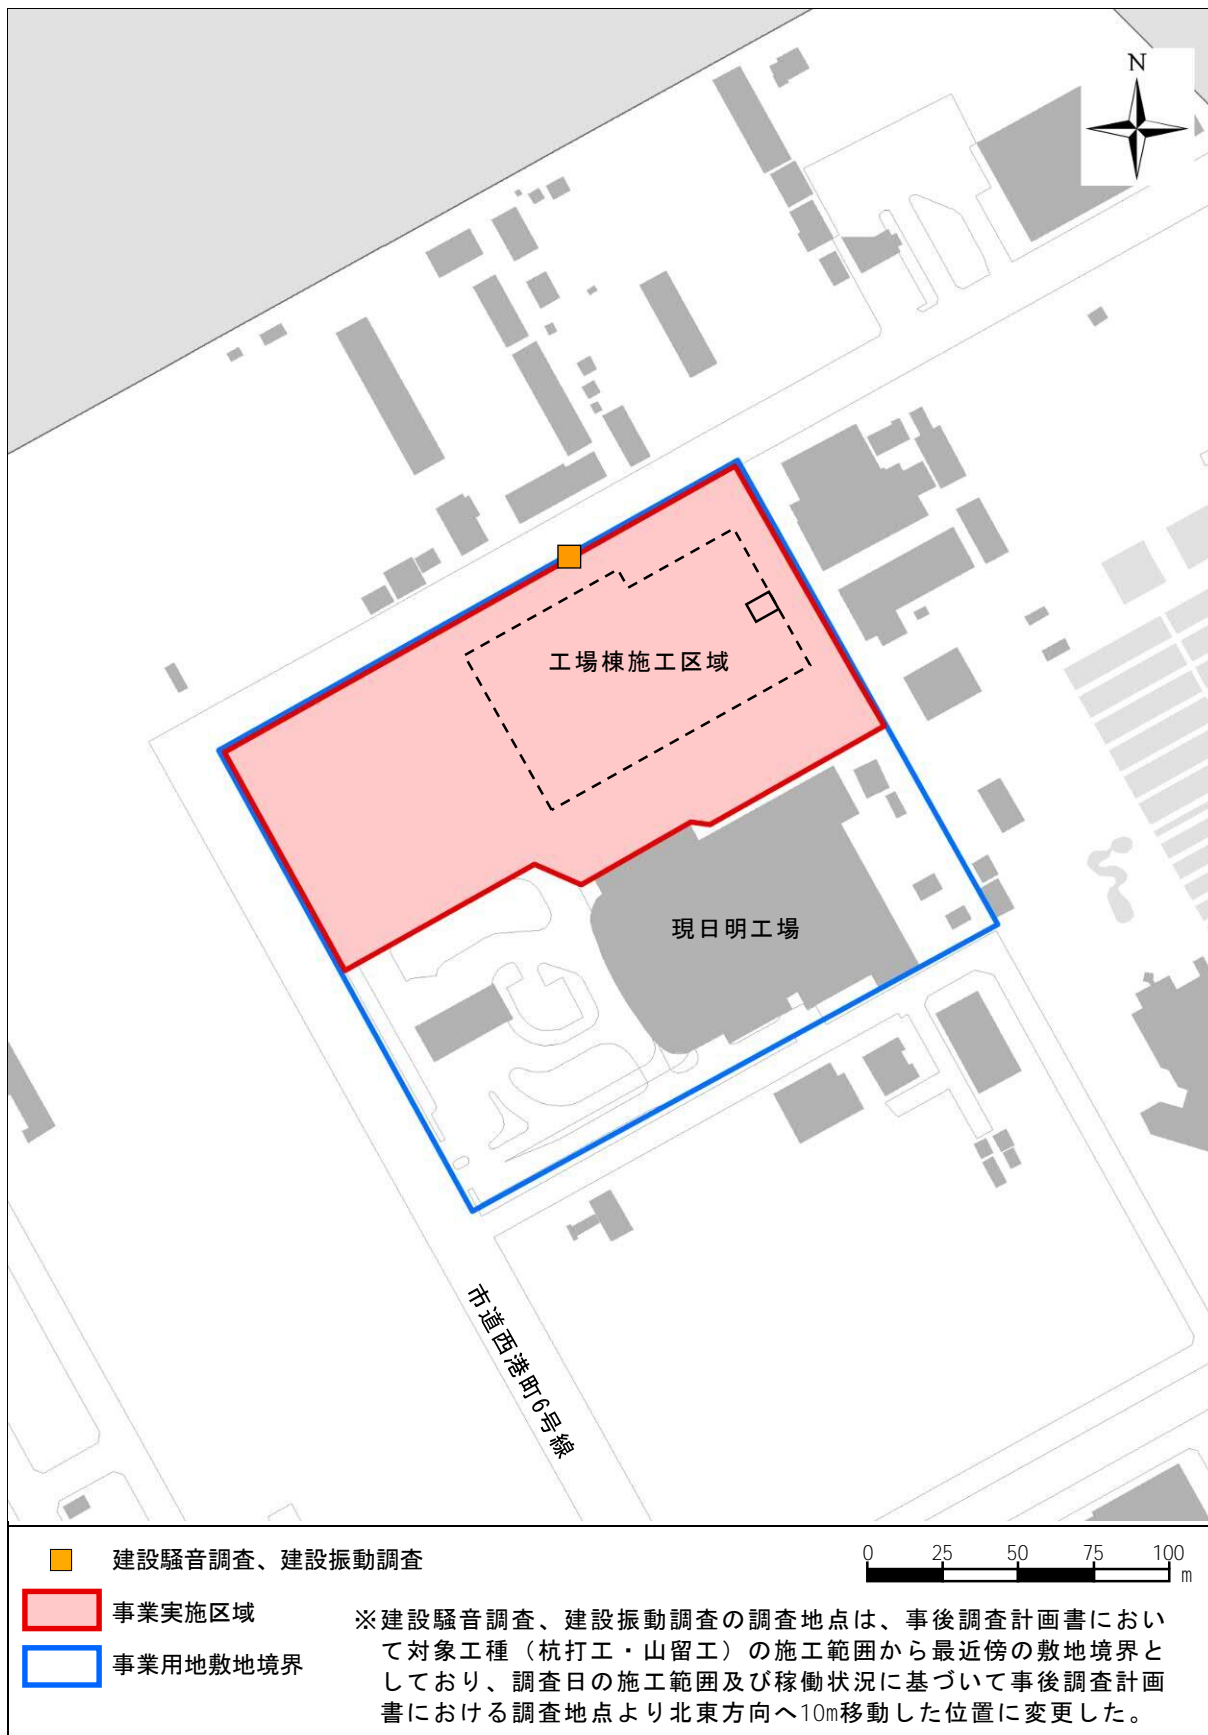 N
工場棟施工区域
現日明工場
市道西港町6号線
建設騒音調査、建設振動調査
事業実施区域
事業用地敷地境界
0 25 50 75 100
m
※建設騒音調査、建設振動調査の調査地点は、事後調査計画書におい
て対象工種（杭打工・山留工）の施工範囲から最近傍の敷地境界と
しており、調査日の施工範囲及び稼働状況に基づいて事後調査計画
書における調査地点より北東方向へ10m移動した位置に変更した。